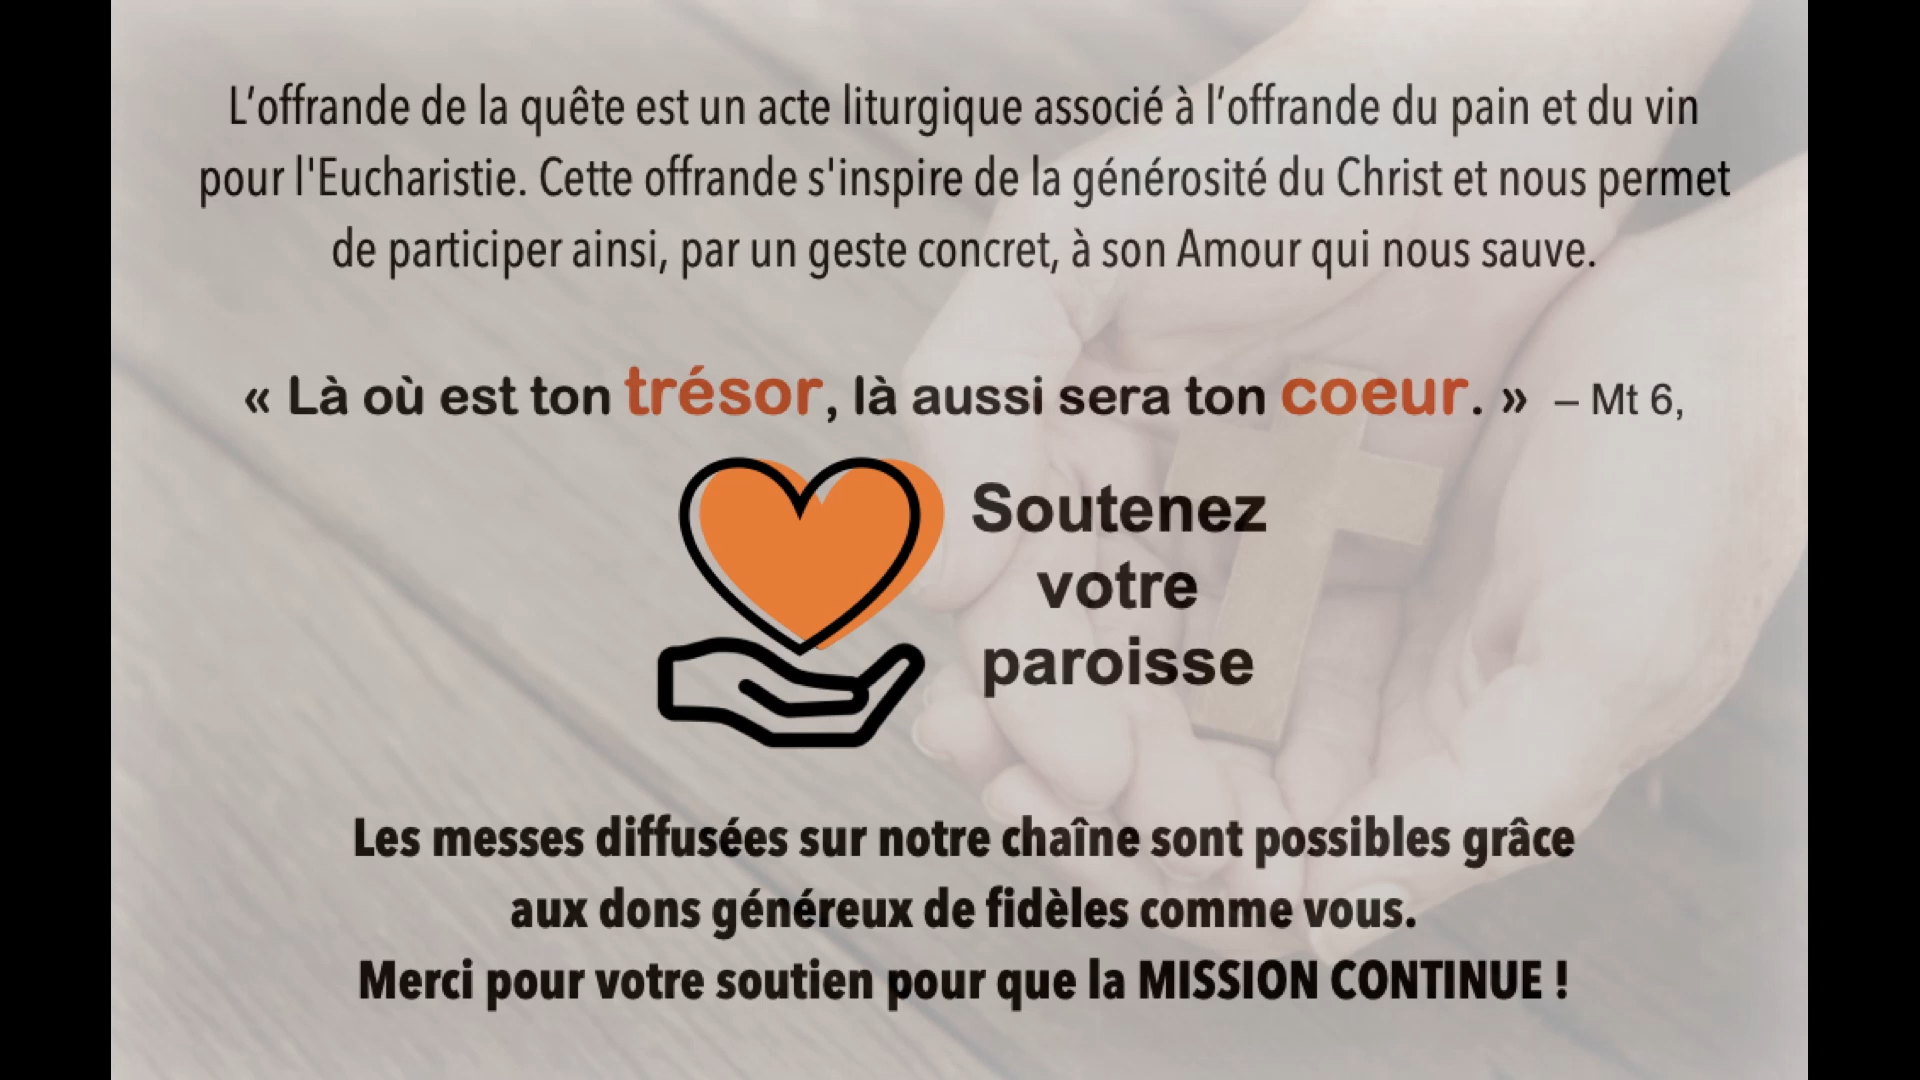 L’offrande de la quête est un acte liturgique associé à l’offrande du pain et du vin
pour l'Eucharistie. Cette offrande s'inspire de la générosité du Christ et nous permet
de participer ainsi, par un geste concret, à son Amour qui nous sauve.
« Là où est ton trésor, là aussi sera ton coeur. » – Mt 6,
Soutenez
votre
paroisse
Les messes diffusées sur notre chaîne sont possibles grâce
aux dons généreux de fidèles comme vous.
Merci pour votre soutien pour que la MISSION CONTINUE !